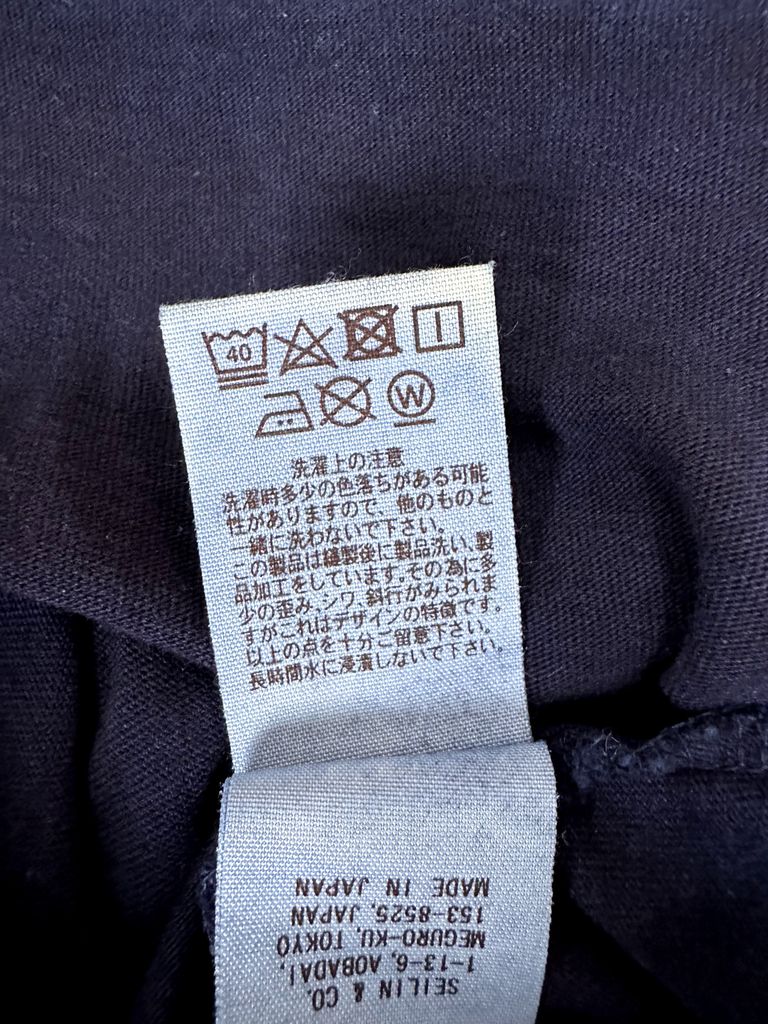 40
W
洗濯上の注意
洗濯時多少の色落ちがある可能
性がありますので、他のものと
一緒に洗わないで下さい。
この製品は縫製後に製品洗い、製
品加工をしています。その為に多
少の歪み、シワ、斜行がみられま
すがこれはデザインの特徴です。
以上の点を十分ご留意下さい。
長時間水に浸漬しないで下さい。
SEILIN & CO.
1-13-6, AOBADAI,
MEGURO-KU, TOKYO
153-8525, JAPAN
MADE IN JAPAN